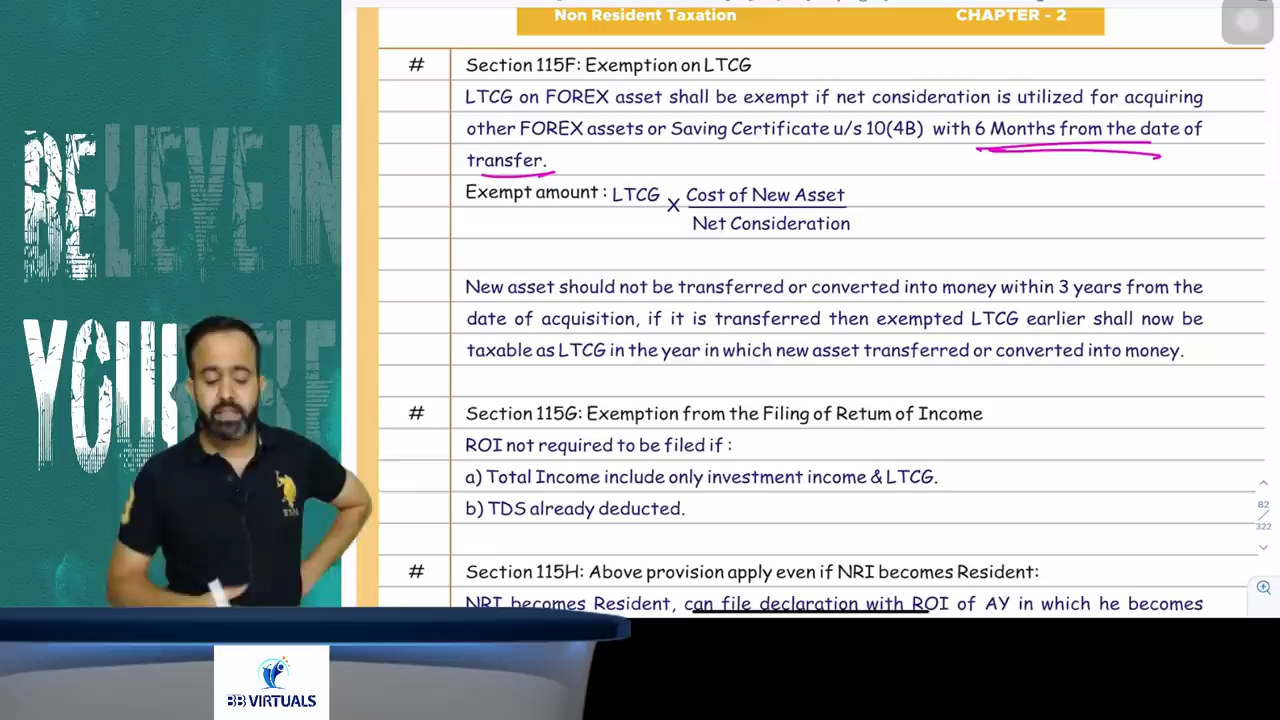 Non Resident Taxation
CHAPTER - 2
# Section 115F: Exemption on LTCG
LTCG on FOREX asset shall be exempt if net consideration is utilized for acquiring
other FOREX assets or Saving Certificate u/s 10(4B) with 6 Months from the date of
transfer.
Exempt amount : LTCG X Cost of New Asset
Net Consideration
New asset should not be transferred or converted into money within 3 years from the
date of acquisition, if it is transferred then exempted LTCG earlier shall now be
taxable as LTCG in the year in which new asset transferred or converted into money.
# Section 115G: Exemption from the Filing of Return of Income
ROI not required to be filed if :
a) Total Income include only investment income & LTCG.
b) TDS already deducted.
# Section 115H: Above provision apply even if NRI becomes Resident:
NRI becomes Resident, can file declaration with ROI of AY in which he becomes
82
322
BELIEVE IN
YOURSELF
BB VIRTUALS